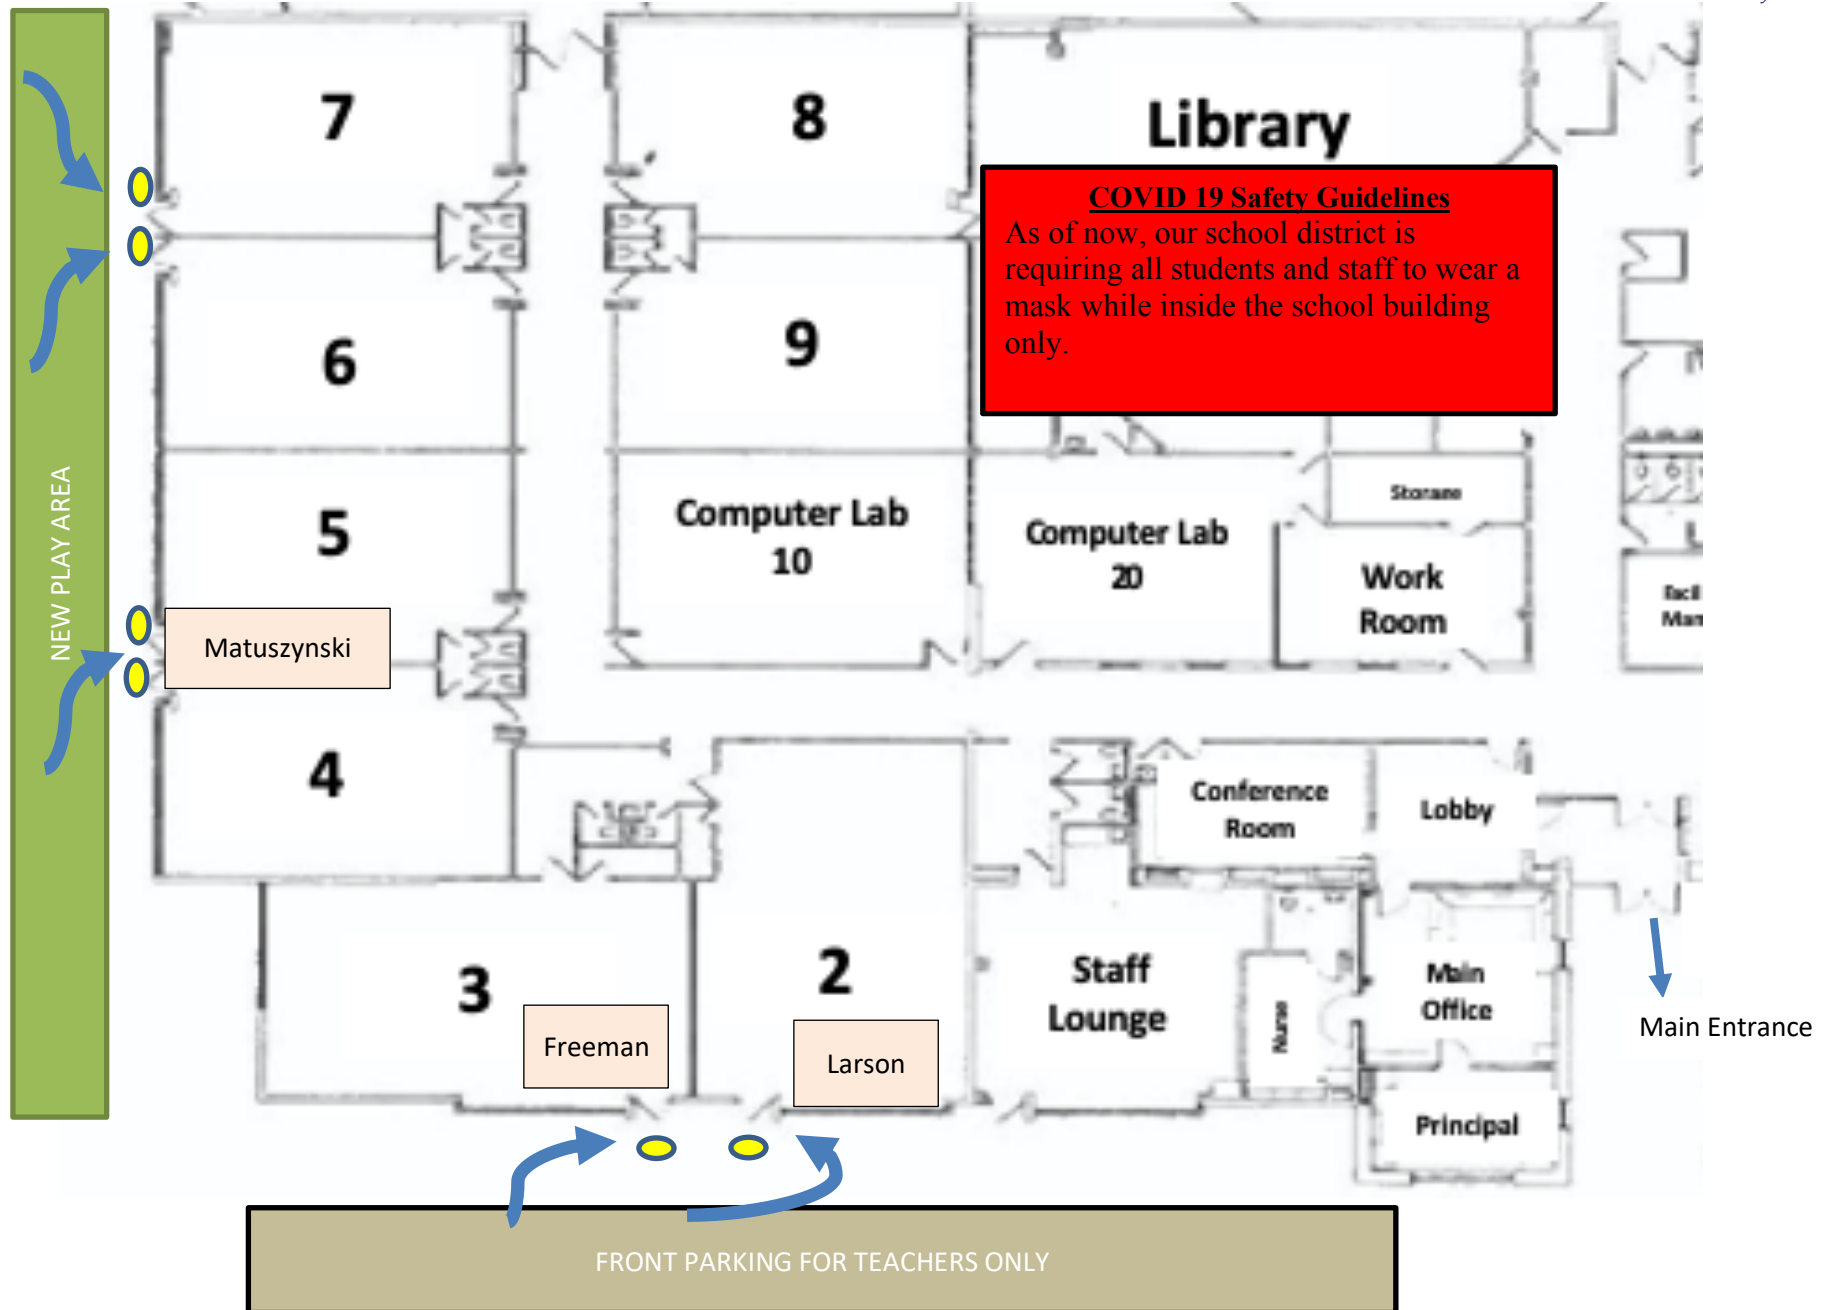 7
8
Library
COVID 19 Safety Guidelines
As of now, our school district is
requiring all students and staff to wear a
mask while inside the school building
only.
6
9
NEW PLAY AREA
5
Computer Lab
10
Computer Lab
20
Storage
Work
Room
Matuszynski
4
Conference
Room
Lobby
3
2
Staff
Lounge
Nurse
Main
Office
Main Entrance
Freeman
Larson
Principal
FRONT PARKING FOR TEACHERS ONLY